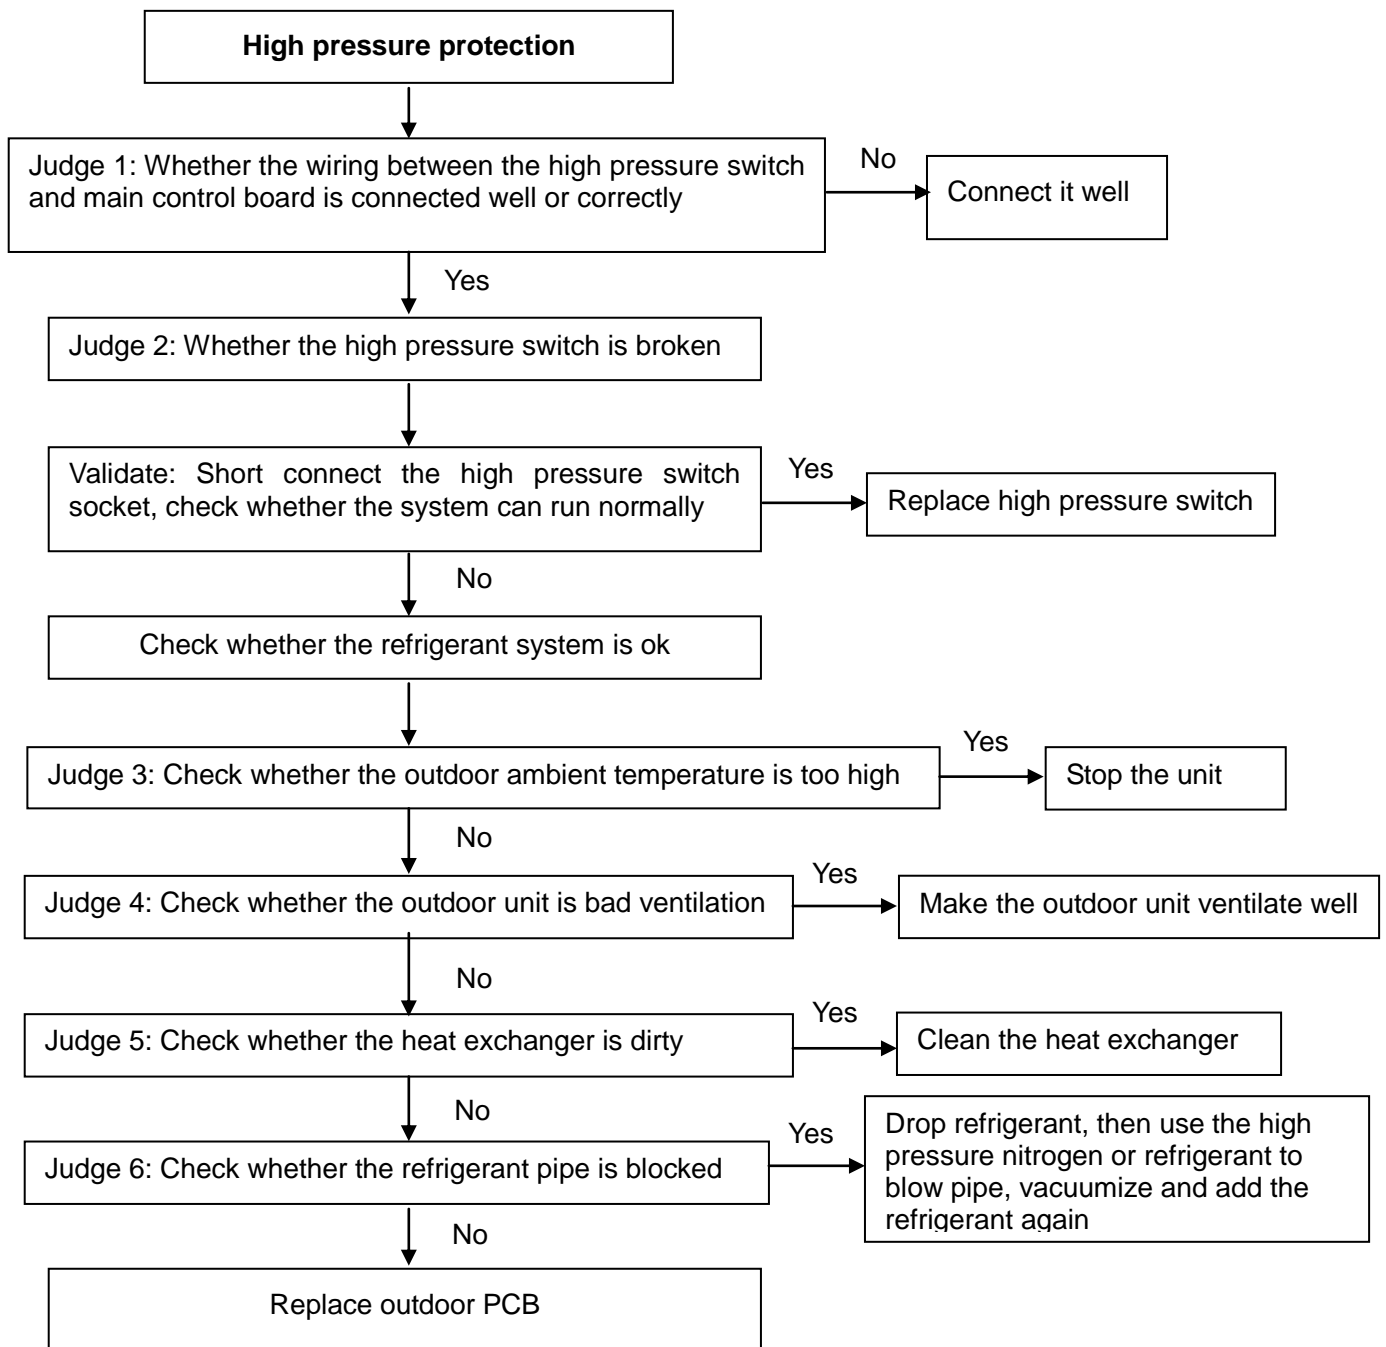 High pressure protection
Judge 1: Whether the wiring between the high pressure switch
and main control board is connected well or correctly
No
Connect it well
Yes
Judge 2: Whether the high pressure switch is broken
Validate: Short connect the high pressure switch
socket, check whether the system can run normally
Yes
Replace high pressure switch
No
Check whether the refrigerant system is ok
Judge 3: Check whether the outdoor ambient temperature is too high
Yes
Stop the unit
No
Judge 4: Check whether the outdoor unit is bad ventilation
Yes
Make the outdoor unit ventilate well
No
Judge 5: Check whether the heat exchanger is dirty
Yes
Clean the heat exchanger
No
Judge 6: Check whether the refrigerant pipe is blocked
Yes
Drop refrigerant, then use the high
pressure nitrogen or refrigerant to
blow pipe, vacuumize and add the
refrigerant again
No
Replace outdoor PCB